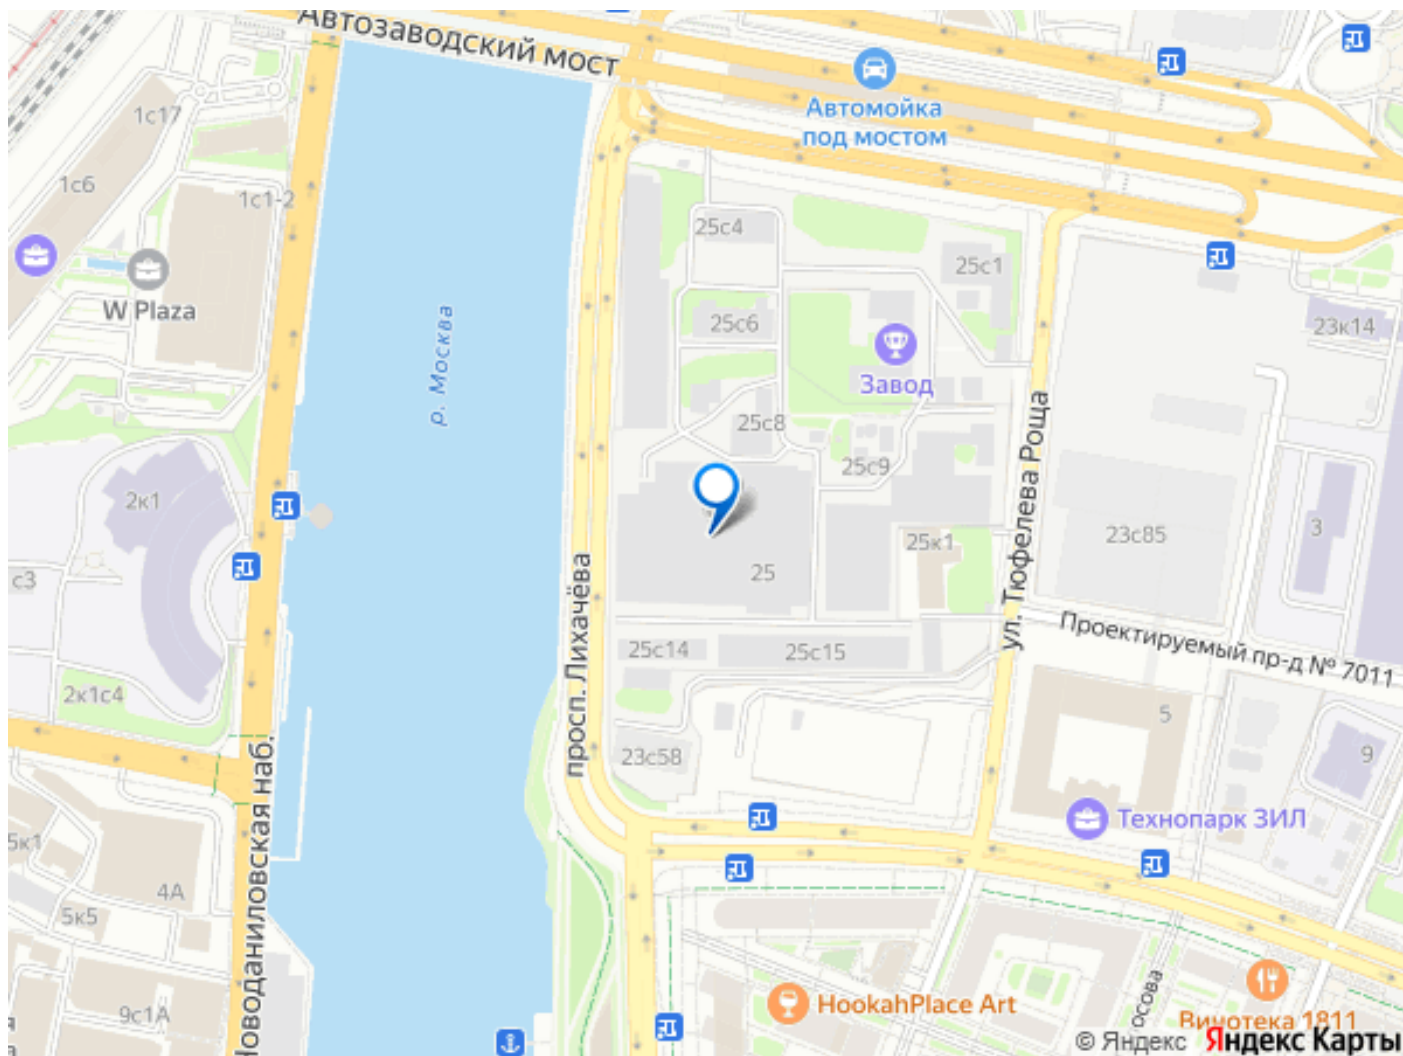 Автозаводский мост
Автомойка
под мостом
1с17
1с6
1с1-2
W Plaza
р. Москва
25с4
25с1
25с6
23к14
Завод
25с8
25с9
2к1
25к1
23с85
3
с3
25
просп. Лихачёва
ул. Тюфелева Роща
Проектируемый пр-д № 7011
25с14
25с15
2к1с4
5
23с58
9
Новоданиловская наб.
Технопарк ЗИЛ
5к1
4А
5к5
9с1А
HookahPlace Art
осова
Винотека 1811
© Яндекс Яндекс Карты